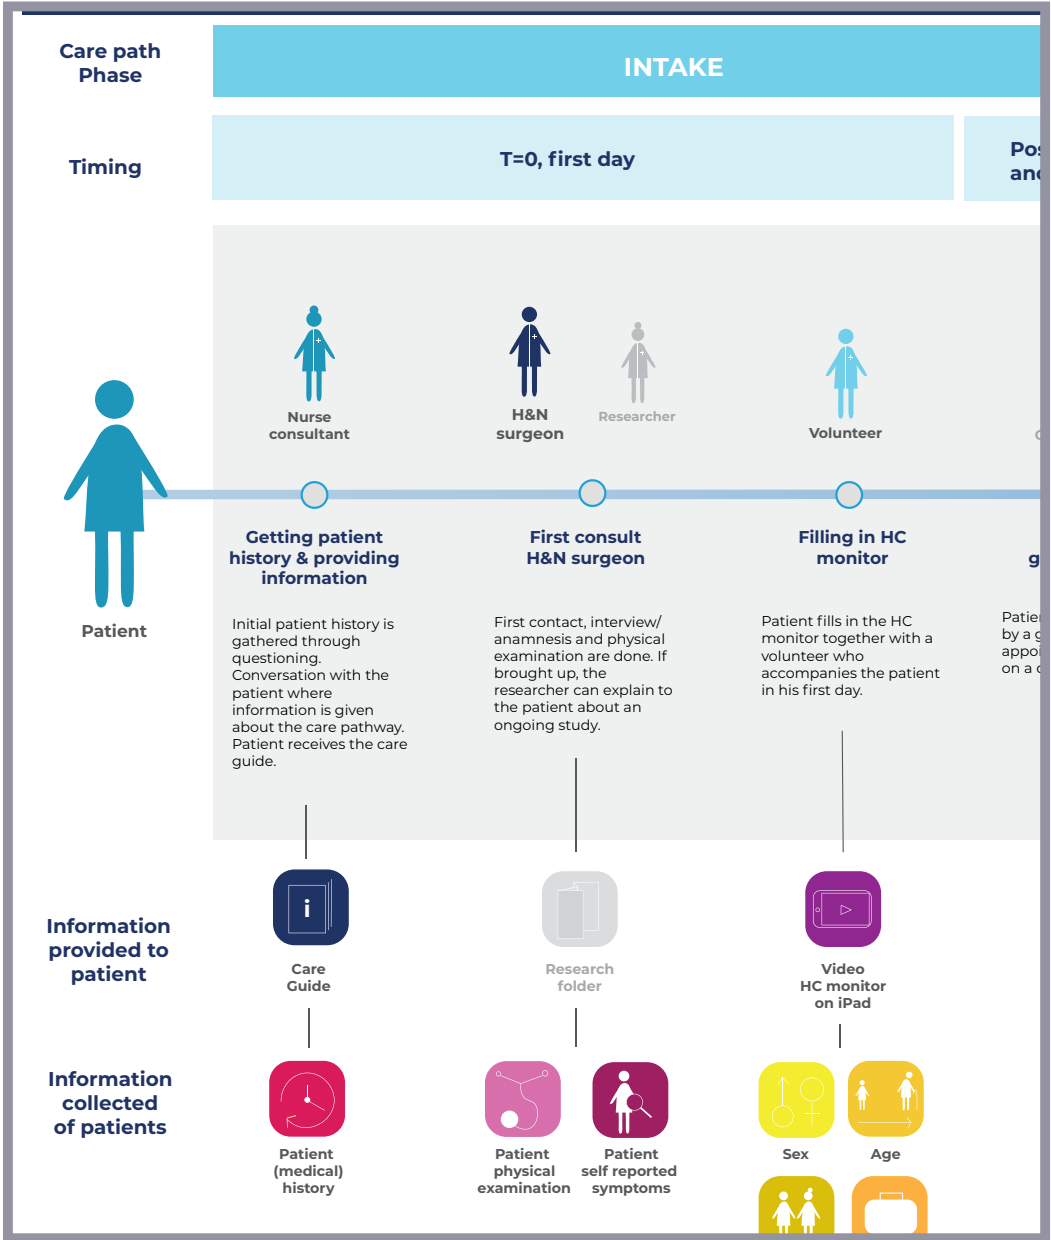 Care path
Phase
INTAKE
Timing
T=0, first day
and
Nurse
consultant
H&N
surgeon
Researcher
Volunteer
Patient
Getting patient
history & providing
information
First consult
H&N surgeon
Filling in HC
monitor
g
Initial patient history is
gathered through
questioning.
Conversation with the
patient where
information is given
about the care pathway.
Patient receives the care
guide.
First contact, interview/
anamnesis and physical
examination are done. If
brought up, the
researcher can explain to
the patient about an
ongoing study.
Patient fills in the HC
monitor together with a
volunteer who
accompanies the patient
in his first day.
by a
on a
Information
provided to
patient
i
Care
Guide
Research
folder
Video
HC monitor
on iPad
Information
collected
of patients
Patient
(medical)
history
Patient
physical
examination
Patient
self reported
symptoms
Sex
Age